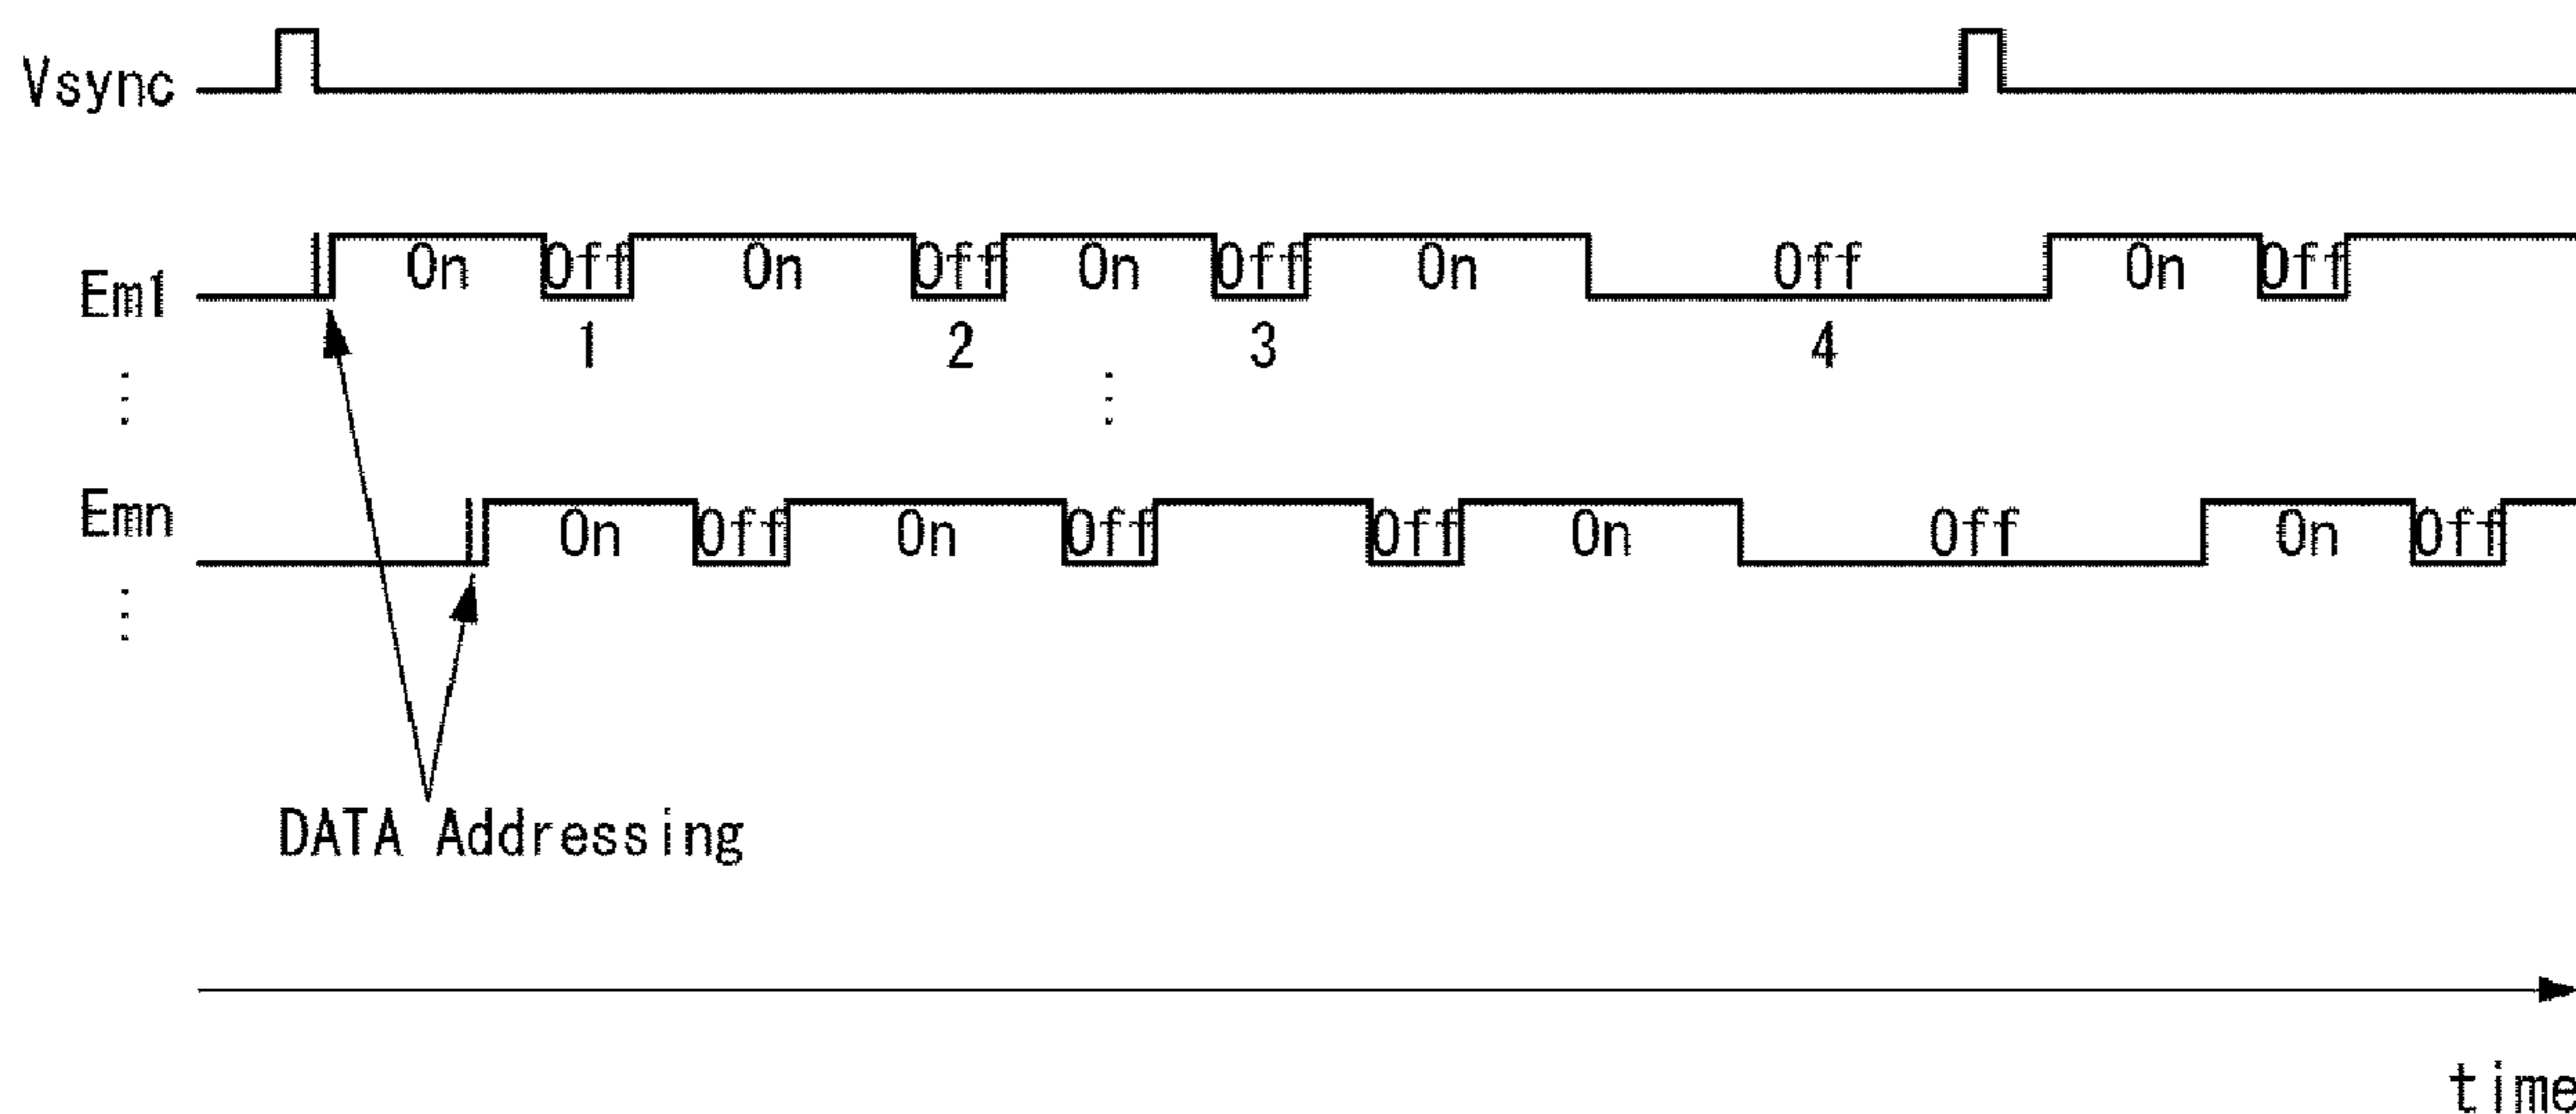 Vsync
Em1 On Off On Off On Off On Off On Off
1 2 3 4
Emn On Off On Off Off On Off On Off
DATA Addressing
time